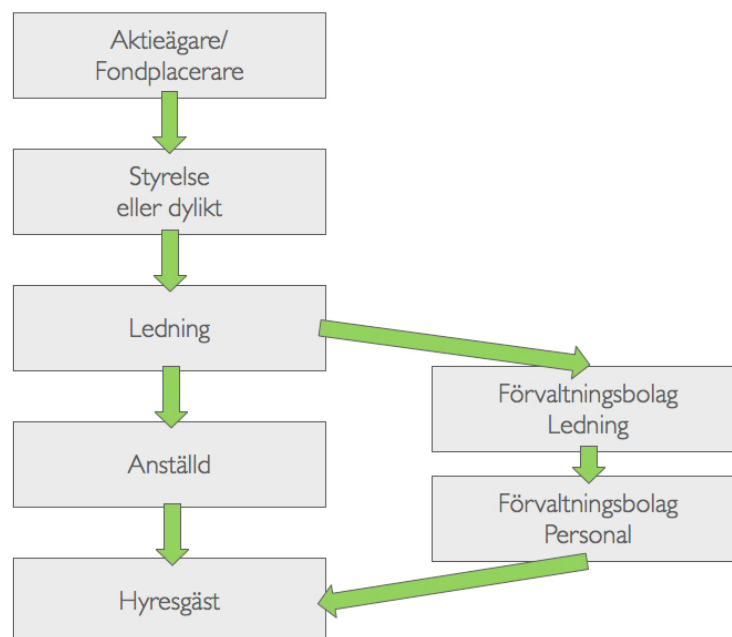 Aktieägare/
Fondplacerare
Styrelse
eller dylikt
Ledning
Förvaltningsbolag
Ledning
Anställd
Förvaltningsbolag
Personal
Hyresgäst